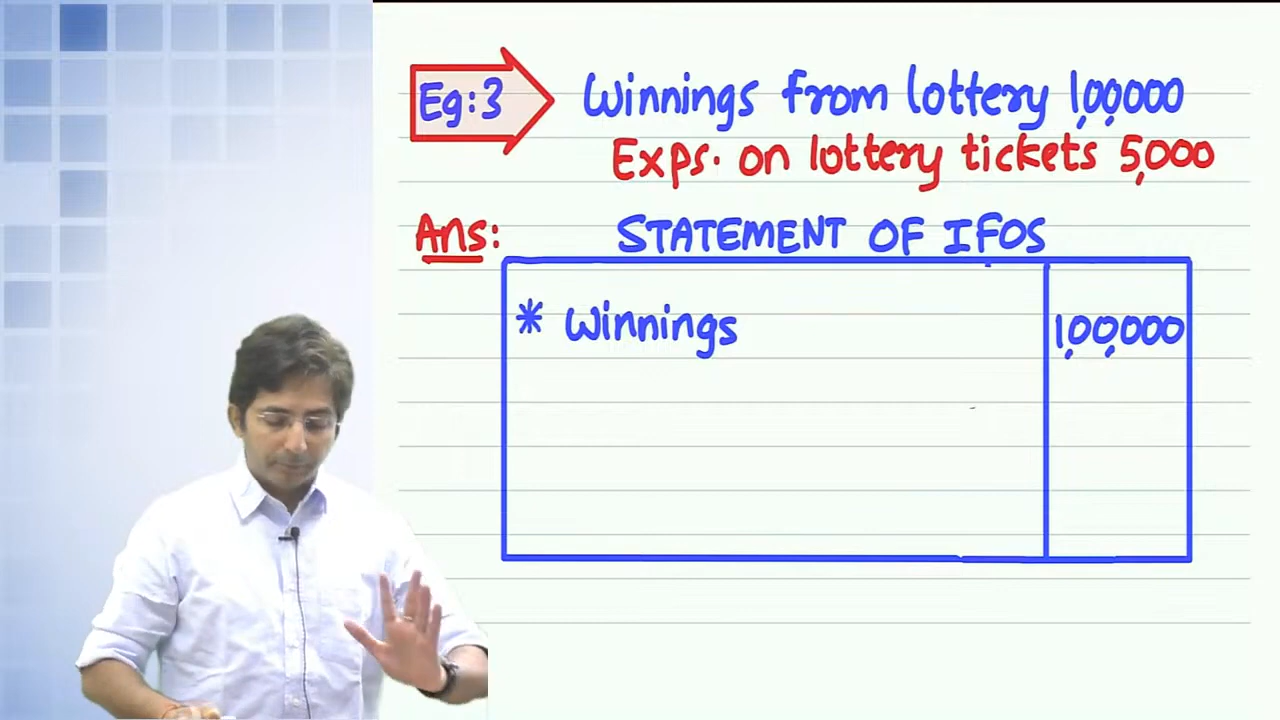 Eg:3 Winnings from lottery 1,00,000
Exps. on lottery tickets 5,000
Ans: STATEMENT OF IFOS
* Winnings 1,00,000